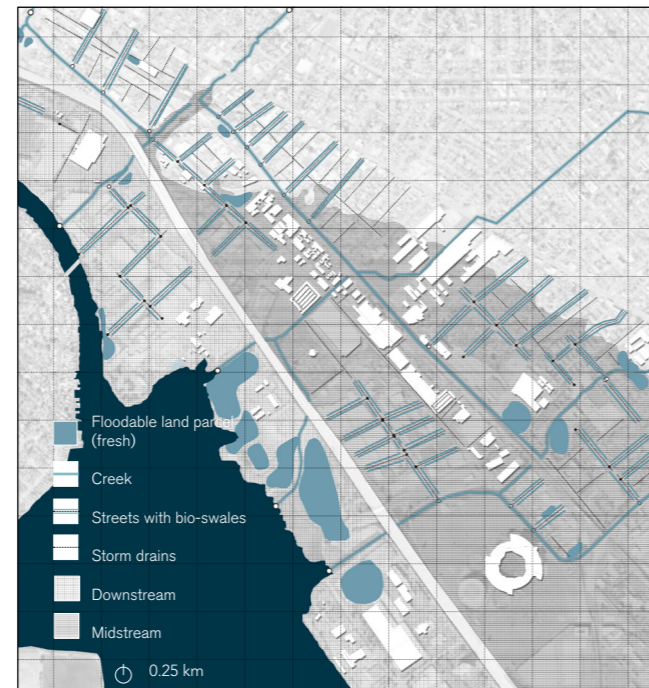 Floodable land parcel
(fresh)
Creek
Streets with bio-swales
Storm drains
Downstream
Midstream
0.25 km